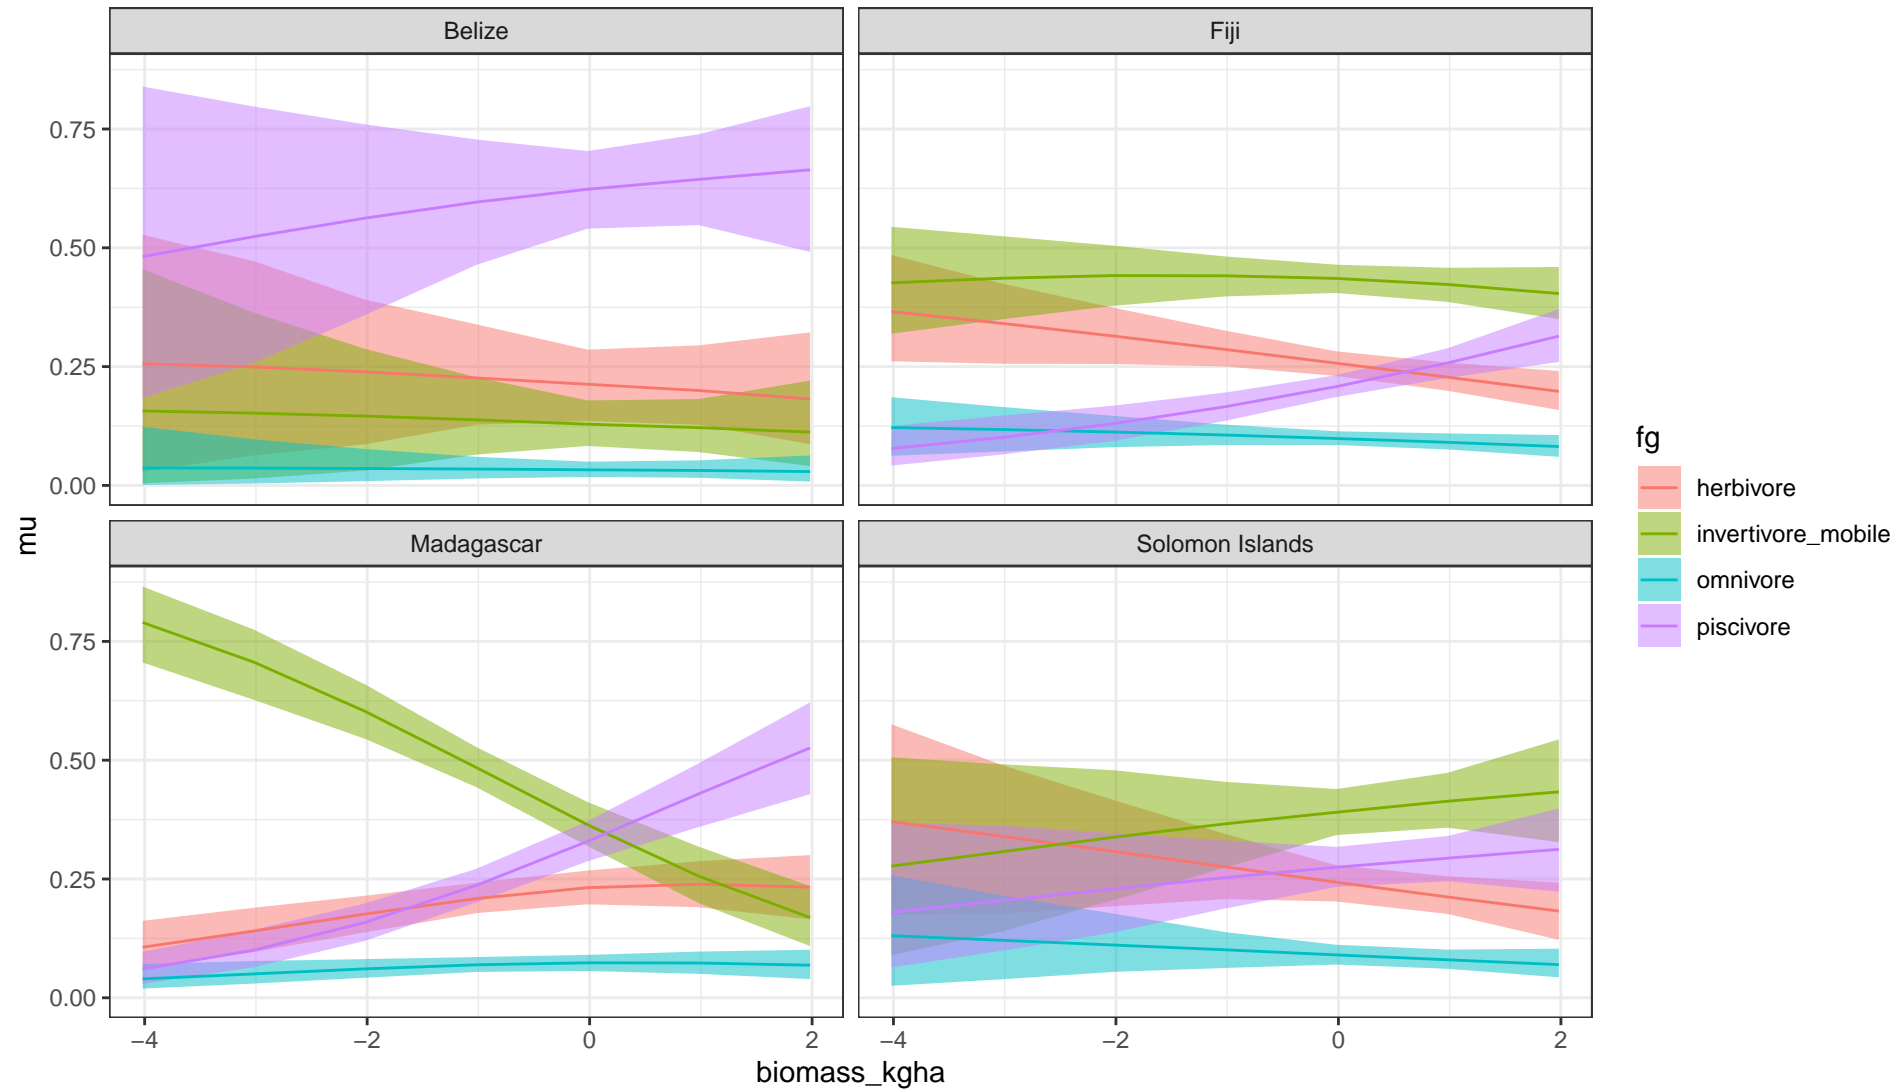 Belize
Fiji
0.75
0.50
0.25
0.00
Madagascar
Solomon Islands
0.75
0.50
0.25
0.00
−4
−2
0
2
−4
−2
0
2
biomass_kgha
mu
fg
herbivore
invertivore_mobile
omnivore
piscivore